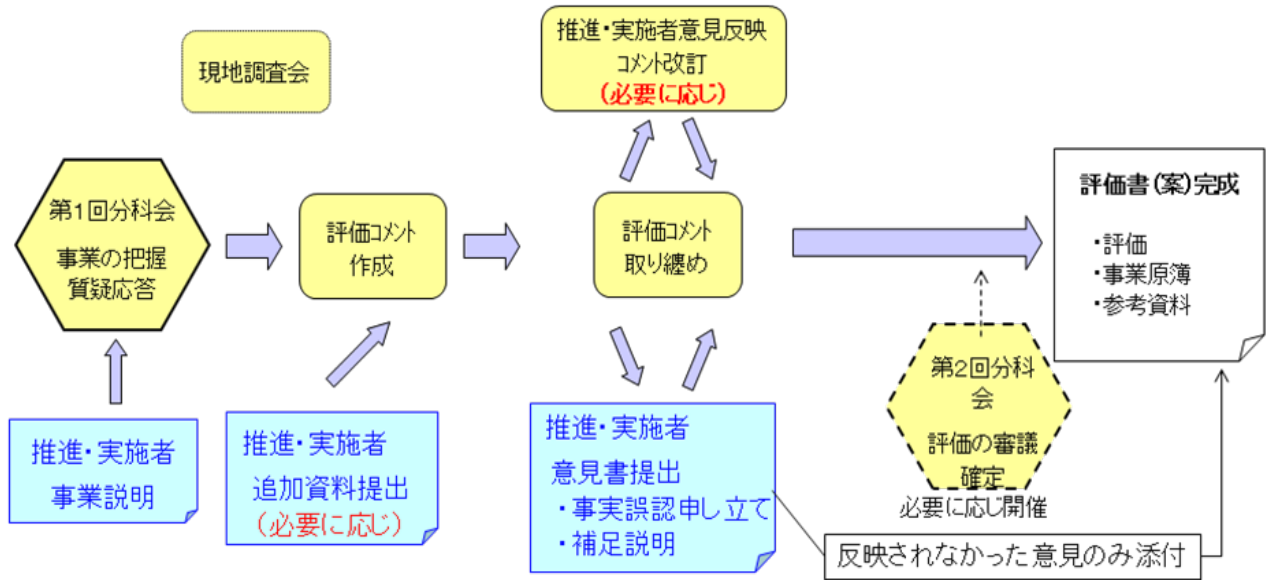 現地調査会
推進・実施者意見反映
コメント改訂
(必要に応じ)
第1回分科会
事業の把握
質疑応答
評価コメント
作成
評価コメント
取り纏め
評価書(案)完成
・評価
・事業原簿
・参考資料
推進・実施者
事業説明
推進・実施者
追加資料提出
(必要に応じ)
推進・実施者
意見書提出
・事実誤認申し立て
・補足説明
第2回分科
会
評価の審議
確定
必要に応じ開催
反映されなかった意見のみ添付